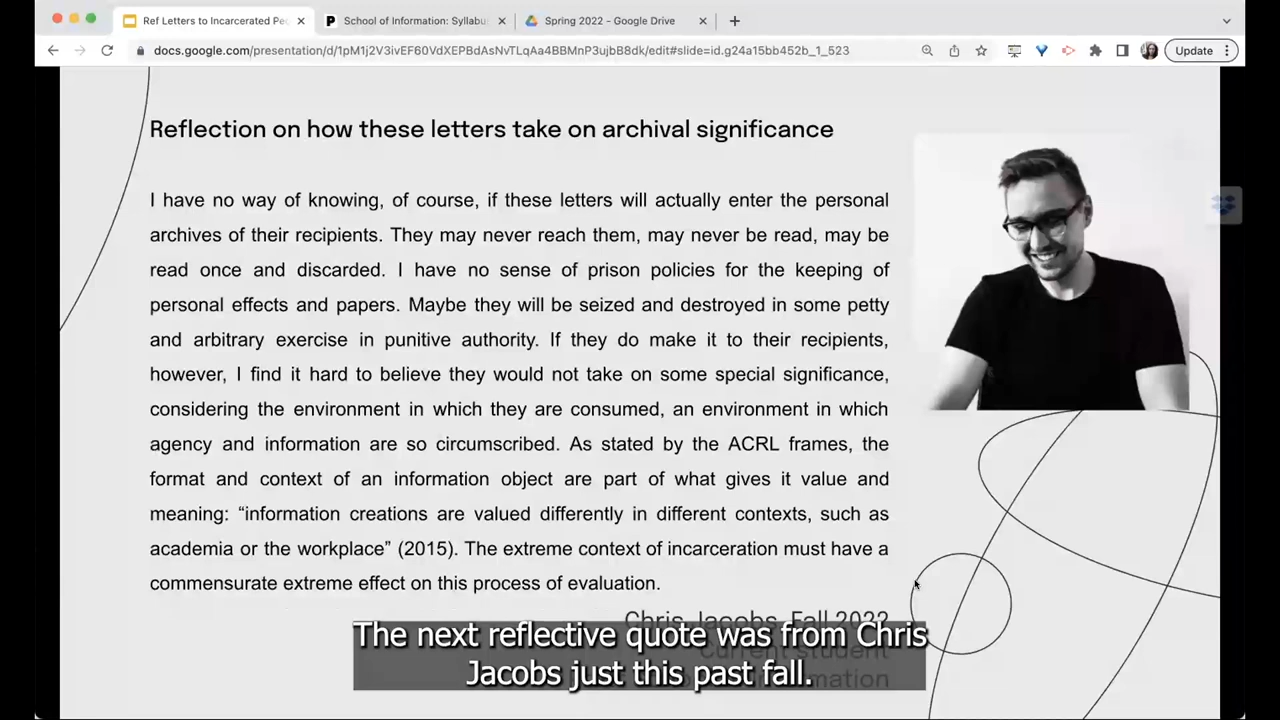 Ref Letters to Incarcerated Peo
School of Information: Syllabu
Spring 2022 - Google Drive
docs.google.com/presentation/d/1pM1j2V3ivEF60VdXEPBdAsNvTLqAa4BBMnP3ujbB8dk/edit#slide=id.g24a15bb452b_1_523
Update
Reflection on how these letters take on archival significance
I have no way of knowing, of course, if these letters will actually enter the personal
archives of their recipients. They may never reach them, may never be read, may be
read once and discarded. I have no sense of prison policies for the keeping of
personal effects and papers. Maybe they will be seized and destroyed in some petty
and arbitrary exercise in punitive authority. If they do make it to their recipients,
however, I find it hard to believe they would not take on some special significance,
considering the environment in which they are consumed, an environment in which
agency and information are so circumscribed. As stated by the ACRL frames, the
format and context of an information object are part of what gives it value and
meaning: “information creations are valued differently in different contexts, such as
academia or the workplace” (2015). The extreme context of incarceration must have a
commensurate extreme effect on this process of evaluation.
Chris Jacobs, Fall 2022
Current student
The next reflective quote was from Chris
Jacobs just this past fall.